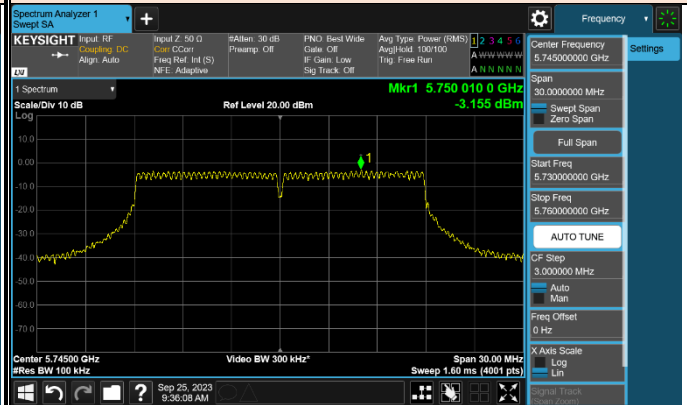 Spectrum Analyzer 1
Swept SA
+
Frequency
KEYSIGHT Input: RF Input Z: 50 Ω #Atten: 30 dB PNO: Best Wide Avg Type: Power (RMS) 1 2 3 4 5 6
Coupling: DC Corr CCorr Preamp: Off Gate: Off Avg|Hold: 100/100 A W W W W W
Align: Auto Freq Ref: Int (S) IF Gain: Low Trig: Free Run
NFE: Adaptive Sig Track: Off A N N N N N
LXI
1 Spectrum
Mkr1 5.750 010 0 GHz
Scale/Div 10 dB Ref Level 20.00 dBm -3.155 dBm
Log
10.0
0.00
1
-10.0
-20.0
-30.0
-40.0
-50.0
-60.0
-70.0
Center 5.74500 GHz Video BW 300 kHz* Span 30.00 MHz
#Res BW 100 kHz Sweep 1.60 ms (4001 pts)
Sep 25, 2023
9:36:08 AM
?
Center Frequency
5.745000000 GHz
Settings
Span
30.0000000 MHz
Swept Span
Zero Span
Full Span
Start Freq
5.730000000 GHz
Stop Freq
5.760000000 GHz
AUTO TUNE
CF Step
3.000000 MHz
Auto
Man
Freq Offset
0 Hz
X Axis Scale
Log
Lin
Signal Track
(Span Zoom)